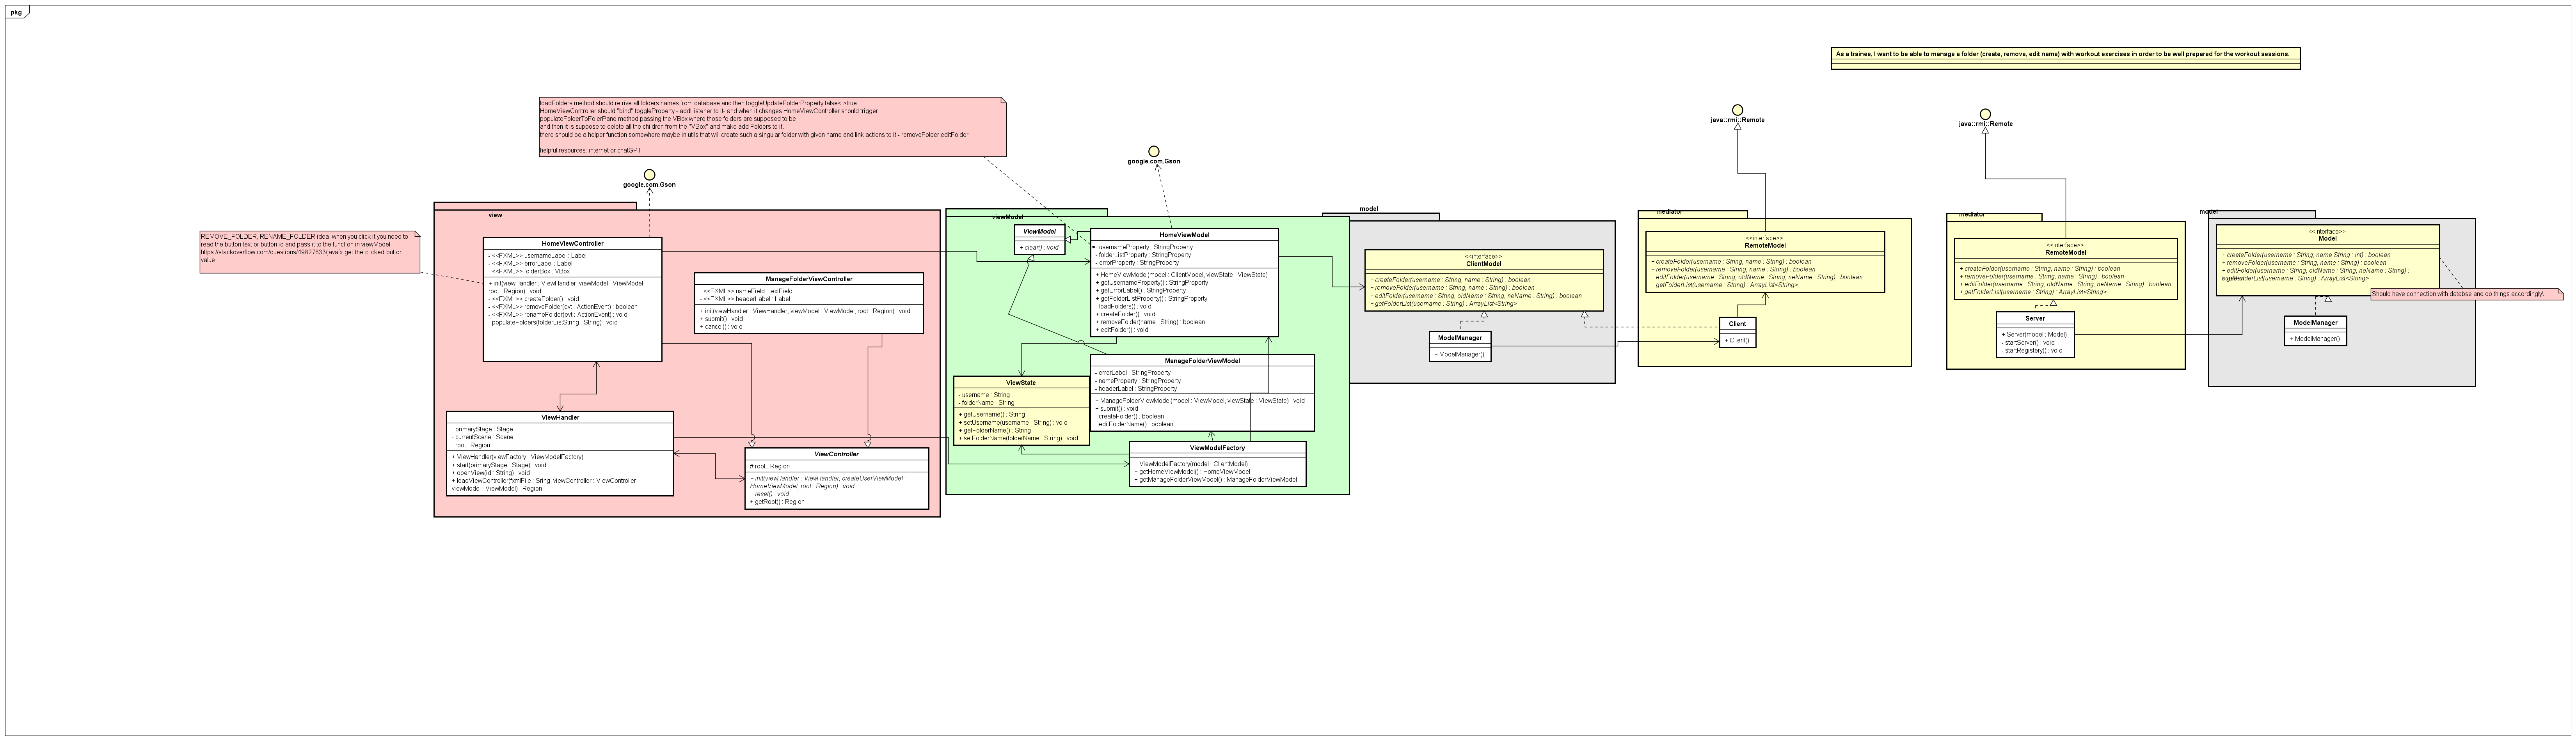 pkg
As a trainee, I want to be able to manage a folder (create, remove, edit name) with workout exercises in order to be well prepared for the workout sessions.
loadFolders method should retrive all folders names from database and then toggleUpdateFolderProperty false<->true
HomeViewController should "bind" toggleProperty - addListener to it- and when it changes HomeViewController should trigger
populateFolderToFolerPane method passing the VBox where those folders are supposed to be,
and then it is suppose to delete all the children from the "VBox" and make add Folders to it.
there should be a helper function somewhere maybe in utils that will create such a singular folder with given name and link actions to it - removeFolder,editFolder
helpful resources: internet or chatGPT
google.com.Gson
google.com.Gson
java::rmi::Remote
java::rmi::Remote
REMOVE_FOLDER, RENAME_FOLDER idea, when you click it you need to
read the button text or button id and pass it to the function in viewModel
https://stackoverflow.com/questions/49827633/javafx-get-the-clicked-button-
value
view
HomeViewController
- <<FXML>> usernameLabel : Label
- <<FXML>> errorLabel : Label
- <<FXML>> folderBox : VBox
+ init(viewHandler : ViewHandler, viewModel : ViewModel,
root : Region) : void
- <<FXML>> createFolder() : void
- <<FXML>> removeFolder(evt : ActionEvent) : boolean
- <<FXML>> renameFolder(evt : ActionEvent) : void
- populateFolders(folderListString : String) : void
ManageFolderViewController
- <<FXML>> nameField : textField
- <<FXML>> headerLabel : Label
+ init(viewHandler : ViewHandler, viewModel : ViewModel, root : Region) : void
+ submit() : void
+ cancel() : void
ViewHandler
- primaryStage : Stage
- currentScene : Scene
- root : Region
+ ViewHandler(viewFactory : ViewModelFactory)
+ start(primaryStage : Stage) : void
+ openView(id : String) : void
+ loadViewController(fxmlFile : Sring, viewController : ViewController,
viewModel : ViewModel) : Region
ViewController
# root : Region
+ init(viewHandler : ViewHandler, createUserViewModel :
HomeViewModel, root : Region) : void
+ reset() : void
+ getRoot() : Region
viewModel
ViewModel
+ clear() : void
HomeViewModel
- usernameProperty : StringProperty
- folderListProperty : StringProperty
- errorProperty : StringProperty
+ HomeViewModel(model : ClientModel, viewState : ViewState)
+ getUsernameProperty() : StringProperty
+ getErrorLabel() : StringProperty
+ getFolderListProperty() : StringProperty
- loadFolders() : void
+ createFolder() : void
+ removeFolder(name : String) : boolean
+ editFolder() : void
ManageFolderViewModel
- errorLabel : StringProperty
- nameProperty : StringProperty
- headerLabel : StringProperty
+ ManageFolderViewModel(model : ViewModel, viewState : ViewState) : void
+ submit() : void
- createFolder() : boolean
- editFolderName() : boolean
ViewState
- username : String
- folderName : String
+ getUsername() : String
+ setUsername(username : String) : void
+ getFolderName() : String
+ setFolderName(folderName : String) : void
ViewModelFactory
+ ViewModelFactory(model : ClientModel)
+ getHomeViewModel() : HomeViewModel
+ getManageFolderViewModel() : ManageFolderViewModel
model
<<interface>>
ClientModel
+ createFolder(username : String, name : String) : boolean
+ removeFolder(username : String, name : String) : boolean
+ editFolder(username : String, oldName : String, neName : String) : boolean
+ getFolderList(username : String) : ArrayList<String>
ModelManager
+ ModelManager()
mediator
<<interface>>
RemoteModel
+ createFolder(username : String, name : String) : boolean
+ removeFolder(username : String, name : String) : boolean
+ editFolder(username : String, oldName : String, neName : String) : boolean
+ getFolderList(username : String) : ArrayList<String>
Client
+ Client()
mediator
<<interface>>
RemoteModel
+ createFolder(username : String, name : String) : boolean
+ removeFolder(username : String, name : String) : boolean
+ editFolder(username : String, oldName : String, neName : String) : boolean
+ getFolderList(username : String) : ArrayList<String>
Server
+ Server(model : Model)
- startServer() : void
- startRegistery() : void
model
<<interface>>
Model
+ createFolder(username : String, name String : int) : boolean
+ removeFolder(username : String, name : String) : boolean
+ editFolder(username : String, oldName : String, neName : String) :
getFolderList(username : String) : ArrayList<String>
Should have connection with databse and do things accordingly\
ModelManager
+ ModelManager()